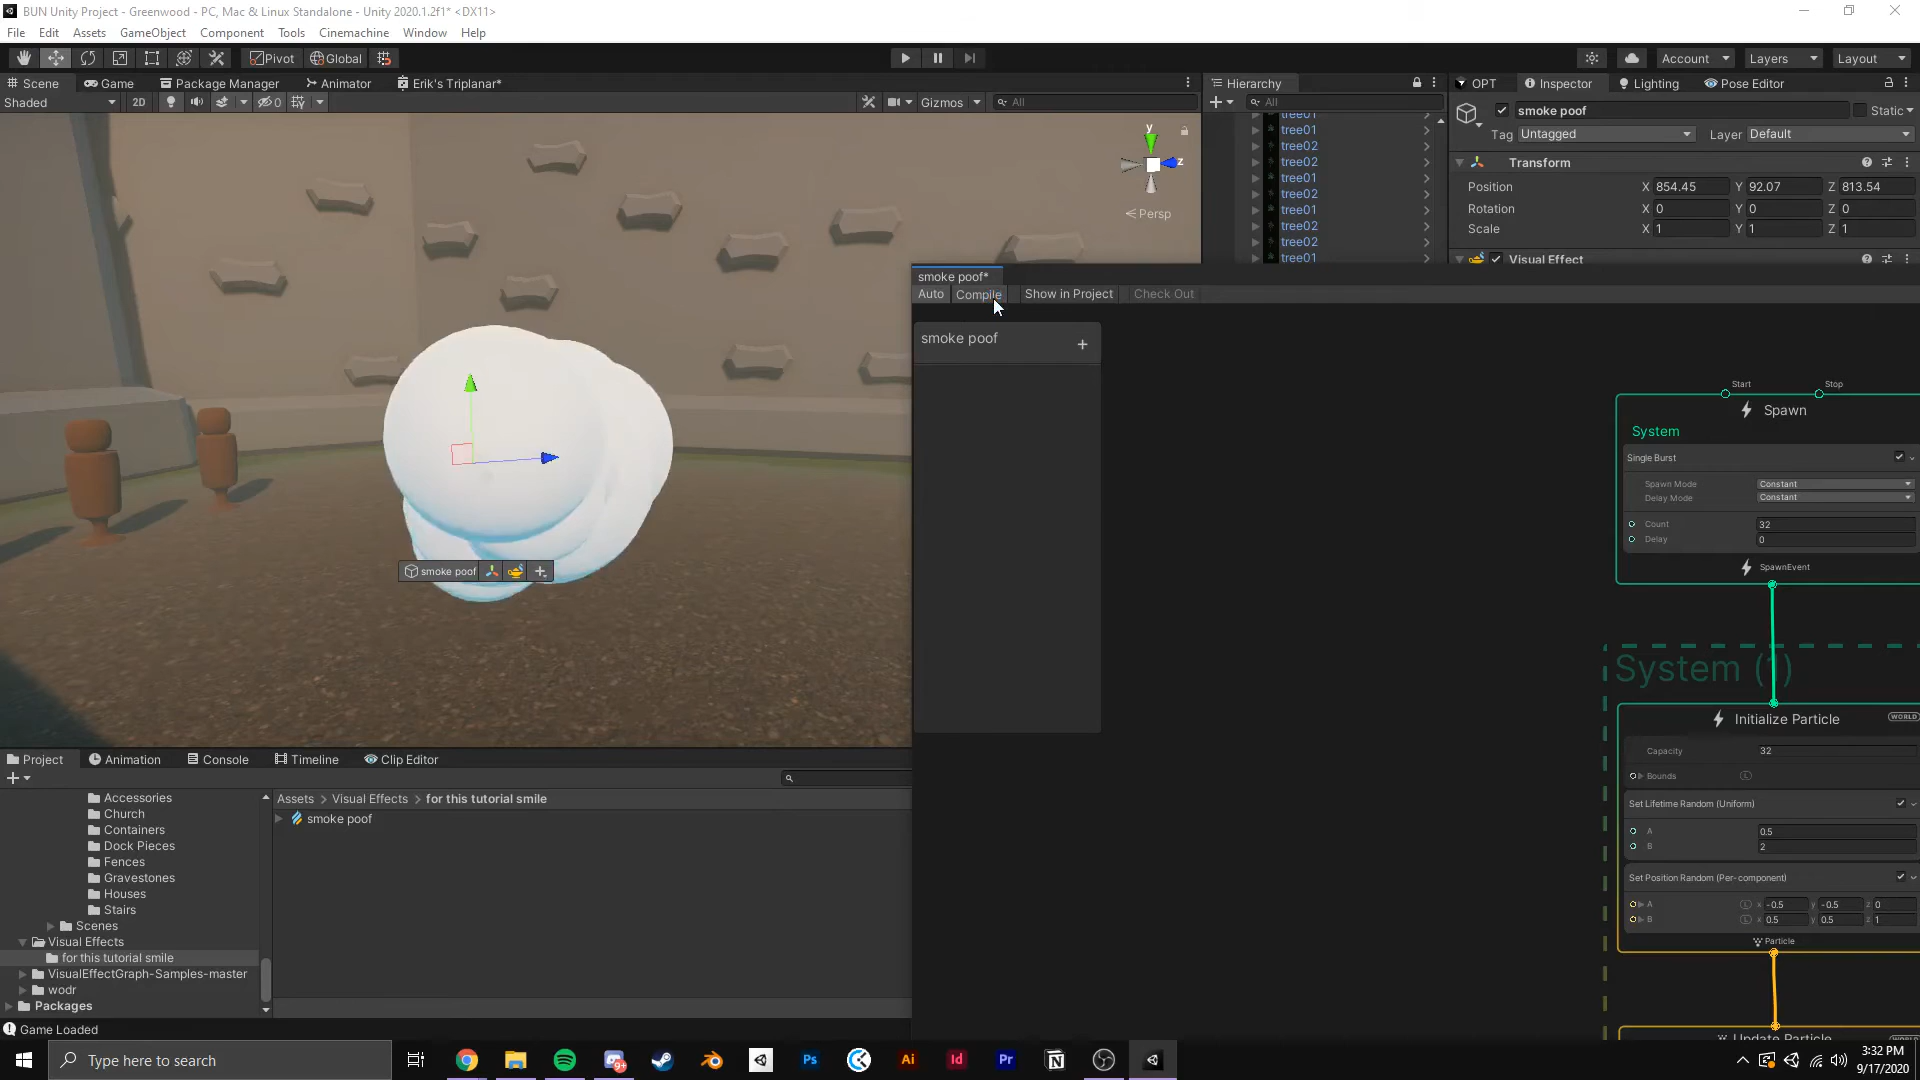 BUN Unity Project - Greenwood - PC, Mac & Linux Standalone - Unity 2020.1.2f1* <DX11>
File Edit Assets GameObject Component Tools Cinemachine Window Help
Pivot Global Account Layers Layout
Scene Game Package Manager Animator Erik's Triplanar*
Shaded 2D 0 Gizmos All
Hierarchy
All
tree01
tree01
tree02
tree02
tree01
tree02
tree01
tree02
tree02
tree01
OPT Inspector Lighting Pose Editor
smoke poof Static
Tag Untagged Layer Default
Transform
Position X 854.45 Y 92.07 Z 813.54
Rotation X 0 Y 0 Z 0
Scale X 1 Y 1 Z 1
Visual Effect
y
z
Persp
smoke poof
smoke poof*
Auto Compile Show in Project Check Out
smoke poof +
Start Stop
Spawn
System
Single Burst
Spawn Mode Constant
Delay Mode Constant
Count 32
Delay 0
SpawnEvent
System (1)
Initialize Particle WORLD
Capacity 32
Bounds L
Set Lifetime Random (Uniform)
A 0.5
B 2
Set Position Random (Per-component)
A L x -0.5 y -0.5 z 0
B L x 0.5 y 0.5 z 1
Particle
Update Particle
Project Animation Console Timeline Clip Editor
Accessories
Church
Containers
Dock Pieces
Fences
Gravestones
Houses
Stairs
Scenes
Visual Effects
for this tutorial smile
VisualEffectGraph-Samples-master
wodr
Packages
Assets > Visual Effects > for this tutorial smile
smoke poof
Game Loaded
Type here to search
Ps Ai Id Pr
3:32 PM
9/17/2020